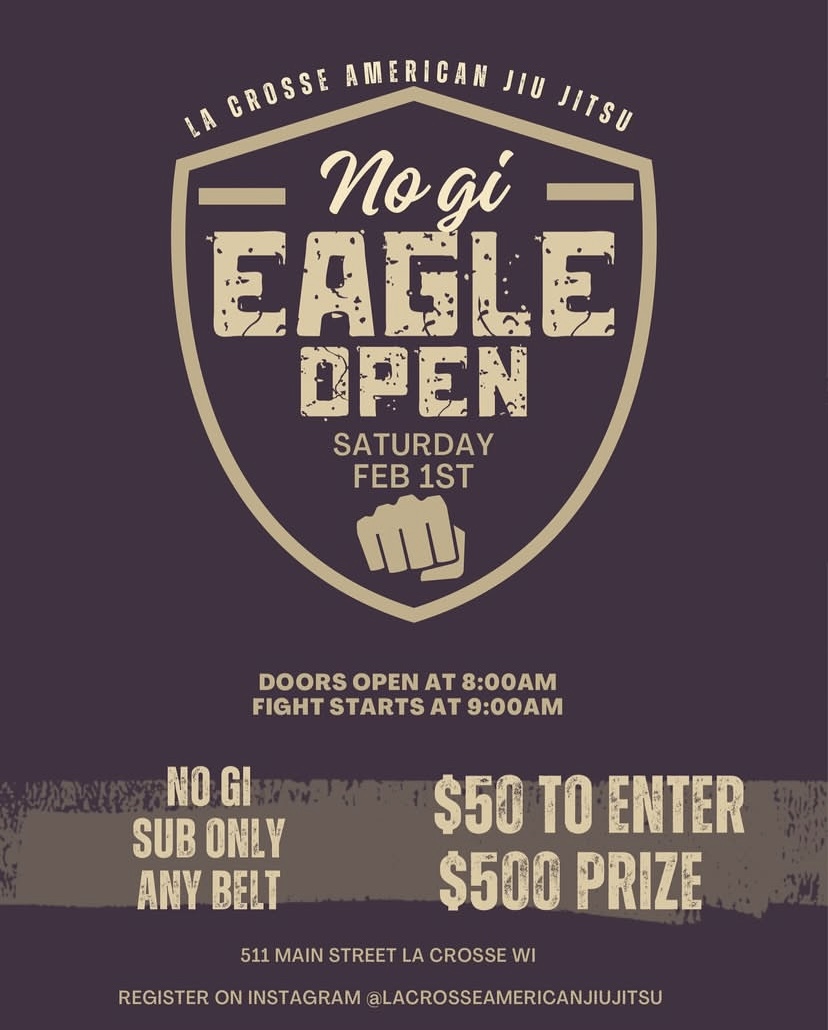 LA CROSSE AMERICAN JIU JITSU
No gi
EAGLE
OPEN
SATURDAY
FEB 1ST
DOORS OPEN AT 8:00AM
FIGHT STARTS AT 9:00AM
NO GI
SUB ONLY
ANY BELT
$50 TO ENTER
$500 PRIZE
511 MAIN STREET LA CROSSE WI
REGISTER ON INSTAGRAM @LACROSSEAMERICANJIUJITSU